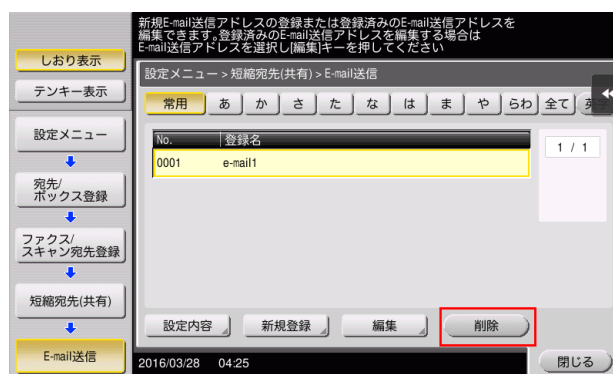 新規E-mail送信アドレスの登録または登録済みのE-mail送信アドレスを
編集できます。登録済みのE-mail送信アドレスを編集する場合は
E-mail送信アドレスを選択し[編集]キーを押してください
しおり表示
テンキー表示
設定メニュー
宛先/
ボックス登録
ファクス/
スキャン宛先登録
短縮宛先(共有)
E-mail送信
設定メニュー > 短縮宛先(共有) > E-mail送信
常用 あ か さ た な は ま や らわ 全て 英字
No. 登録名
1 / 1
0001 e-mail1
設定内容 新規登録 編集 削除
2016/03/28 04:25
閉じる